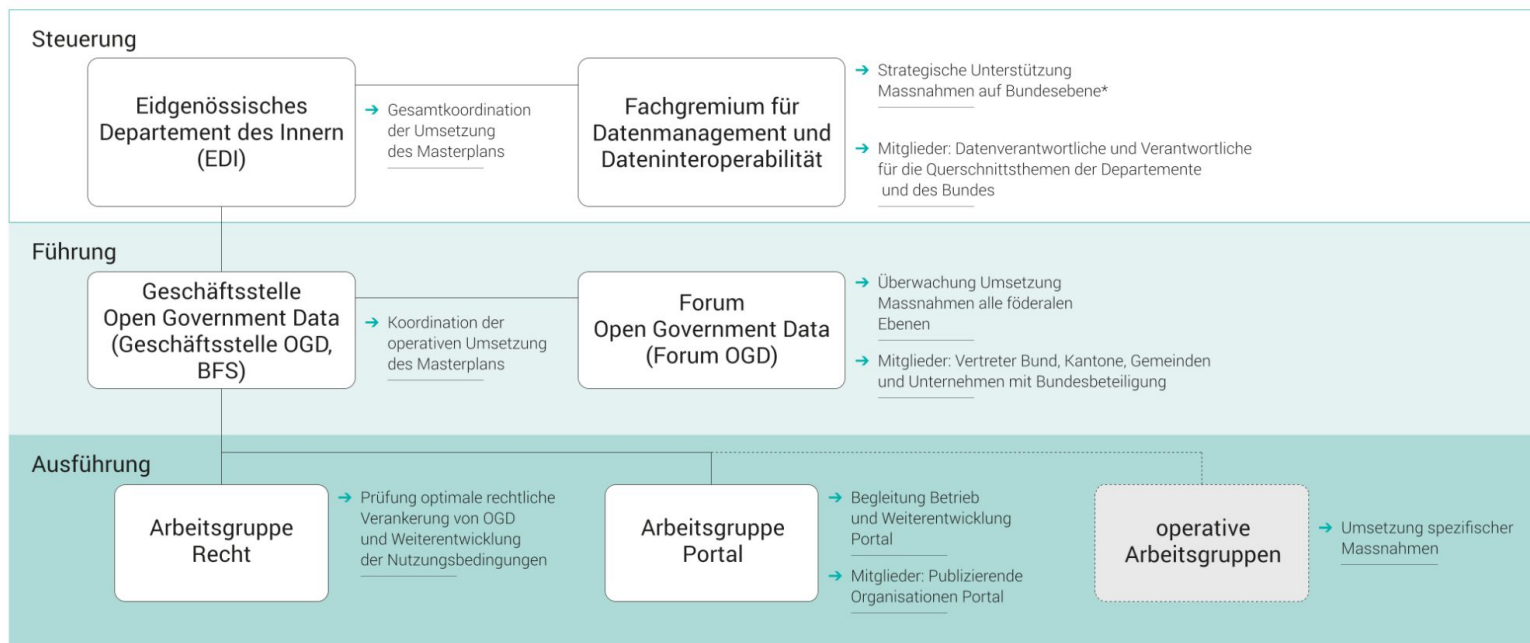 Steuerung
Eidgenössisches
Departement des Innern
(EDI)
→ Gesamtkoordination
der Umsetzung
des Masterplans
Fachgremium für
Datenmanagement und
Dateninteroperabilität
→ Strategische Unterstützung
Massnahmen auf Bundesebene*
→ Mitglieder: Datenverantwortliche und Verantwortliche
für die Querschnittsthemen der Departemente
und des Bundes
Führung
Geschäftsstelle
Open Government Data
(Geschäftsstelle OGD,
BFS)
→ Koordination der
operativen Umsetzung
des Masterplans
Forum
Open Government Data
(Forum OGD)
→ Überwachung Umsetzung
Massnahmen alle föderalen
Ebenen
→ Mitglieder: Vertreter Bund, Kantone, Gemeinden
und Unternehmen mit Bundesbeteiligung
Ausführung
Arbeitsgruppe
Recht
→ Prüfung optimale rechtliche
Verankerung von OGD
und Weiterentwicklung
der Nutzungsbedingungen
Arbeitsgruppe
Portal
→ Begleitung Betrieb
und Weiterentwicklung
Portal
→ Mitglieder: Publizierende
Organisationen Portal
operative
Arbeitsgruppen
→ Umsetzung spezifischer
Massnahmen